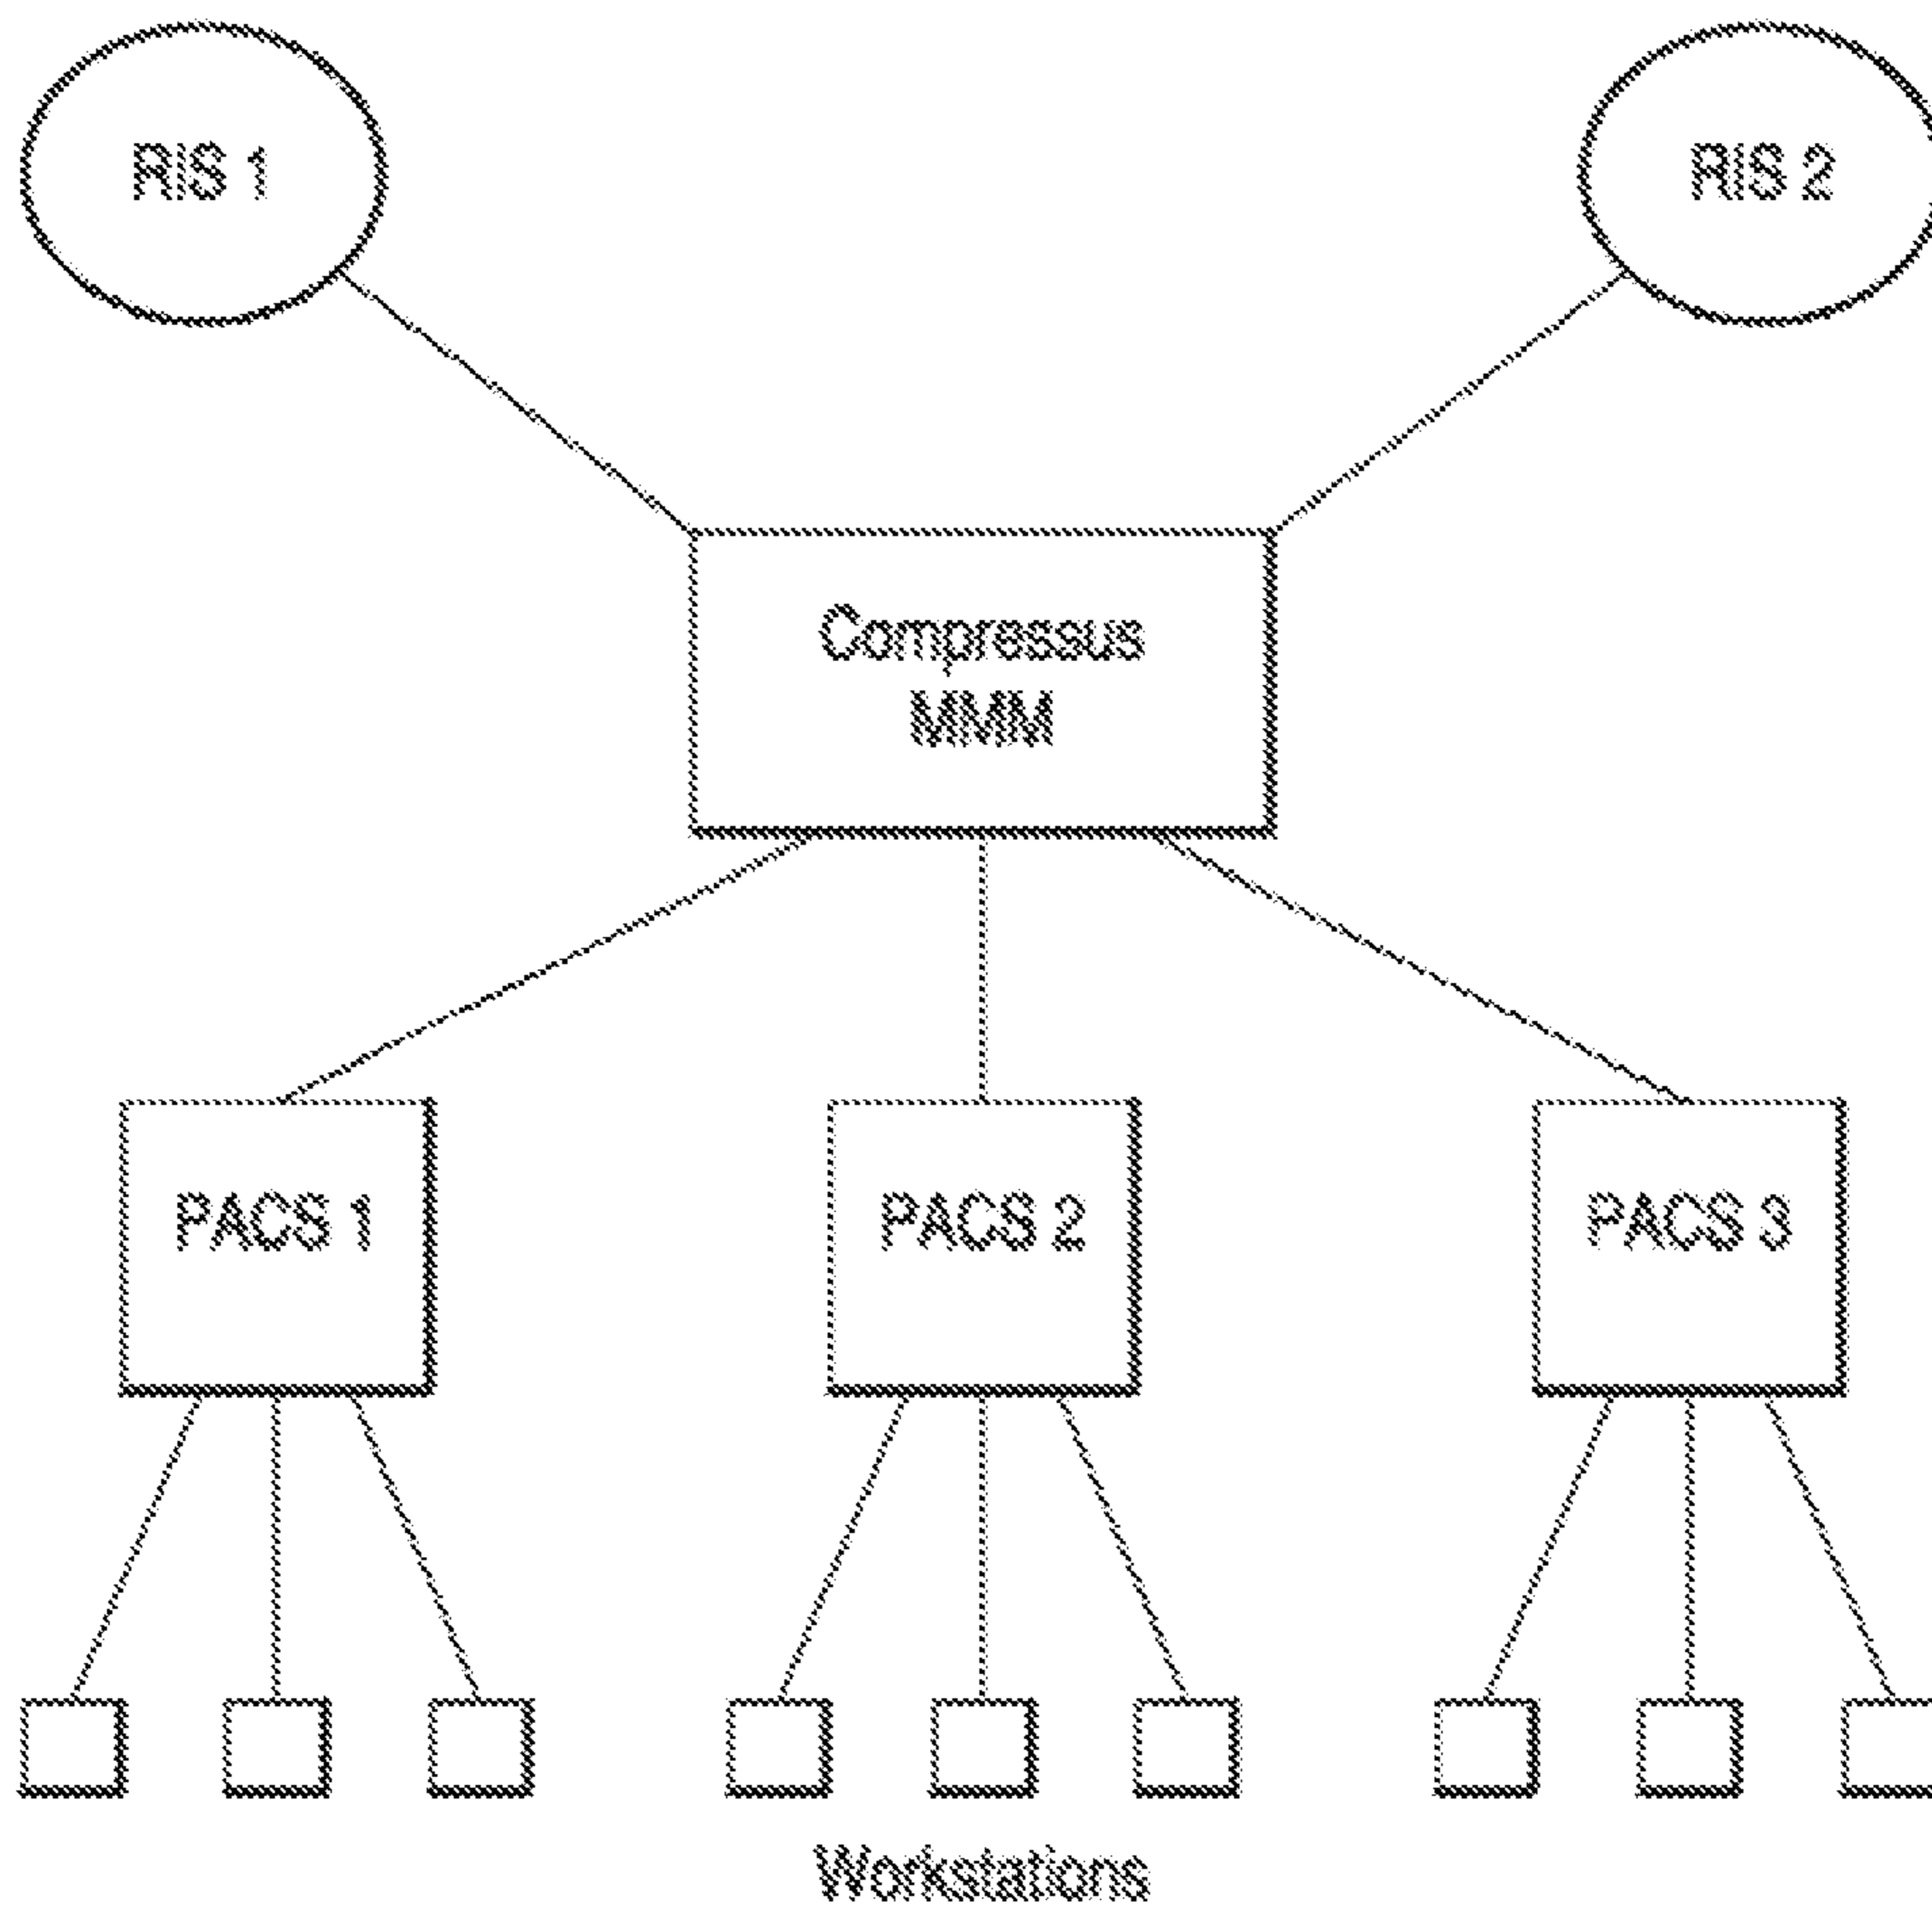 RIS 1
RIS 2
Compressus
MMM
PACS 1
PACS 2
PACS 3
Workstations